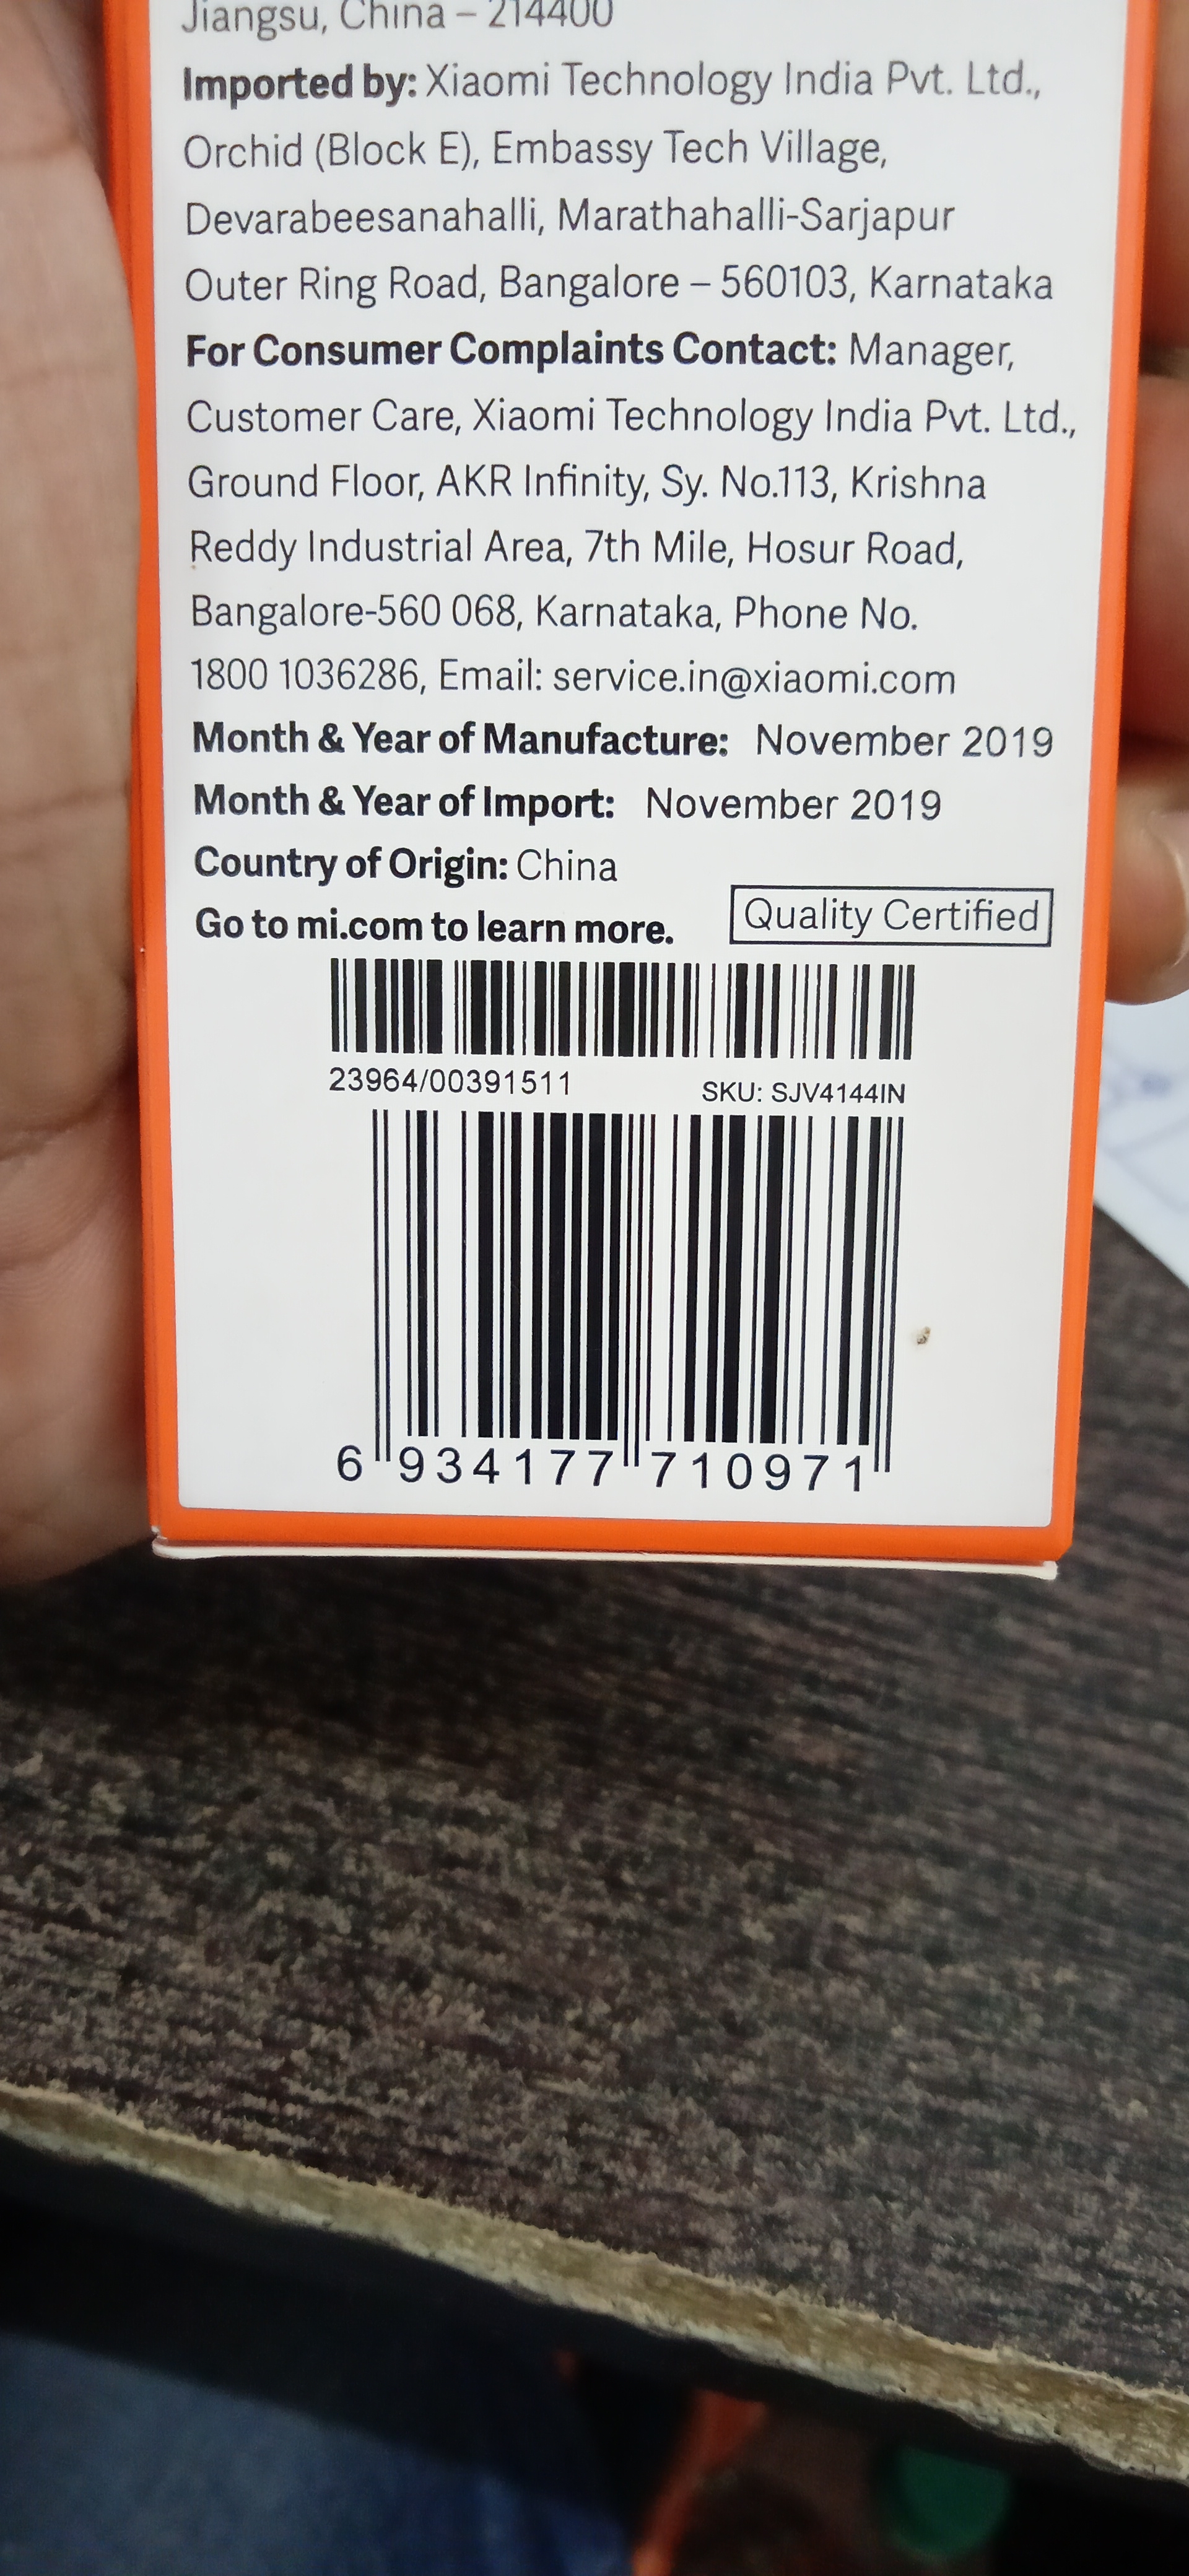 Jiangsu, China – 214400
Imported by: Xiaomi Technology India Pvt. Ltd.,
Orchid (Block E), Embassy Tech Village,
Devarabeesanahalli, Marathahalli-Sarjapur
Outer Ring Road, Bangalore – 560103, Karnataka
For Consumer Complaints Contact: Manager,
Customer Care, Xiaomi Technology India Pvt. Ltd.,
Ground Floor, AKR Infinity, Sy. No.113, Krishna
Reddy Industrial Area, 7th Mile, Hosur Road,
Bangalore-560 068, Karnataka, Phone No.
1800 1036286, Email: service.in@xiaomi.com
Month & Year of Manufacture: November 2019
Month & Year of Import: November 2019
Country of Origin: China
Go to mi.com to learn more. Quality Certified
23964/00391511 SKU: SJV4144IN
6 934177 710971